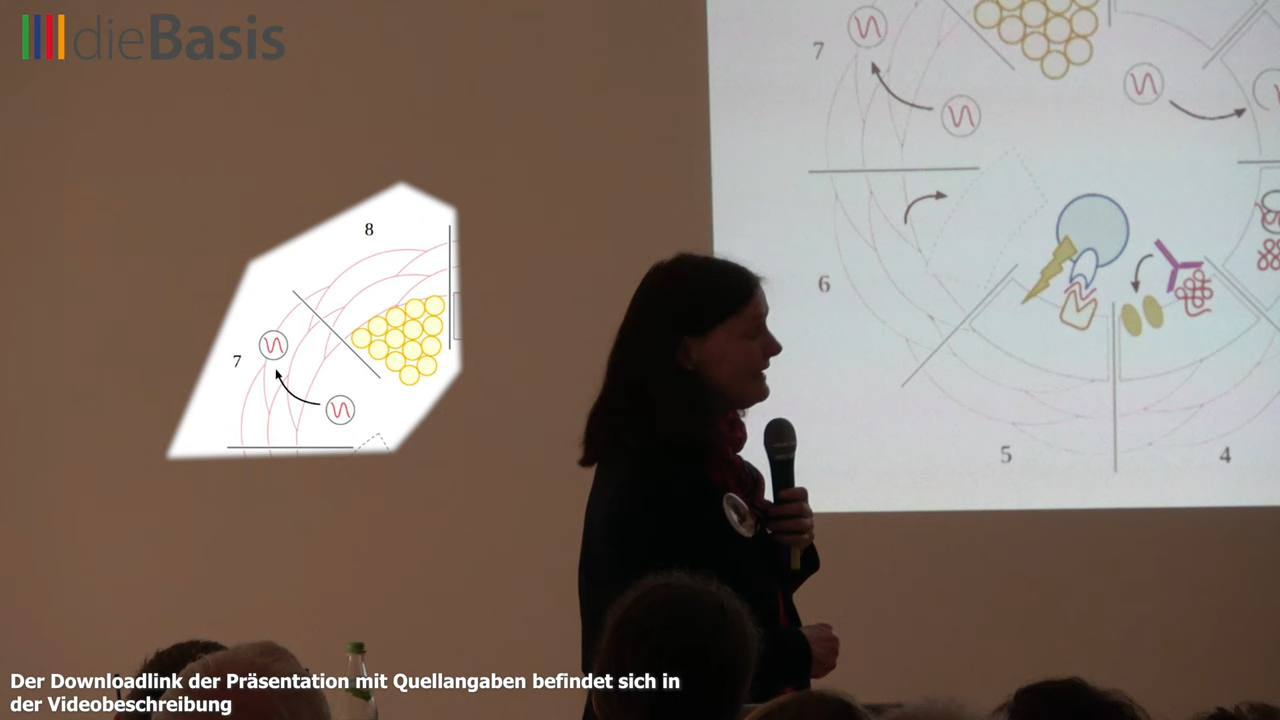 dieBasis
7
8
7
6
5
4
Der Downloadlink der Präsentation mit Quellangaben befindet sich in
der Videobeschreibung